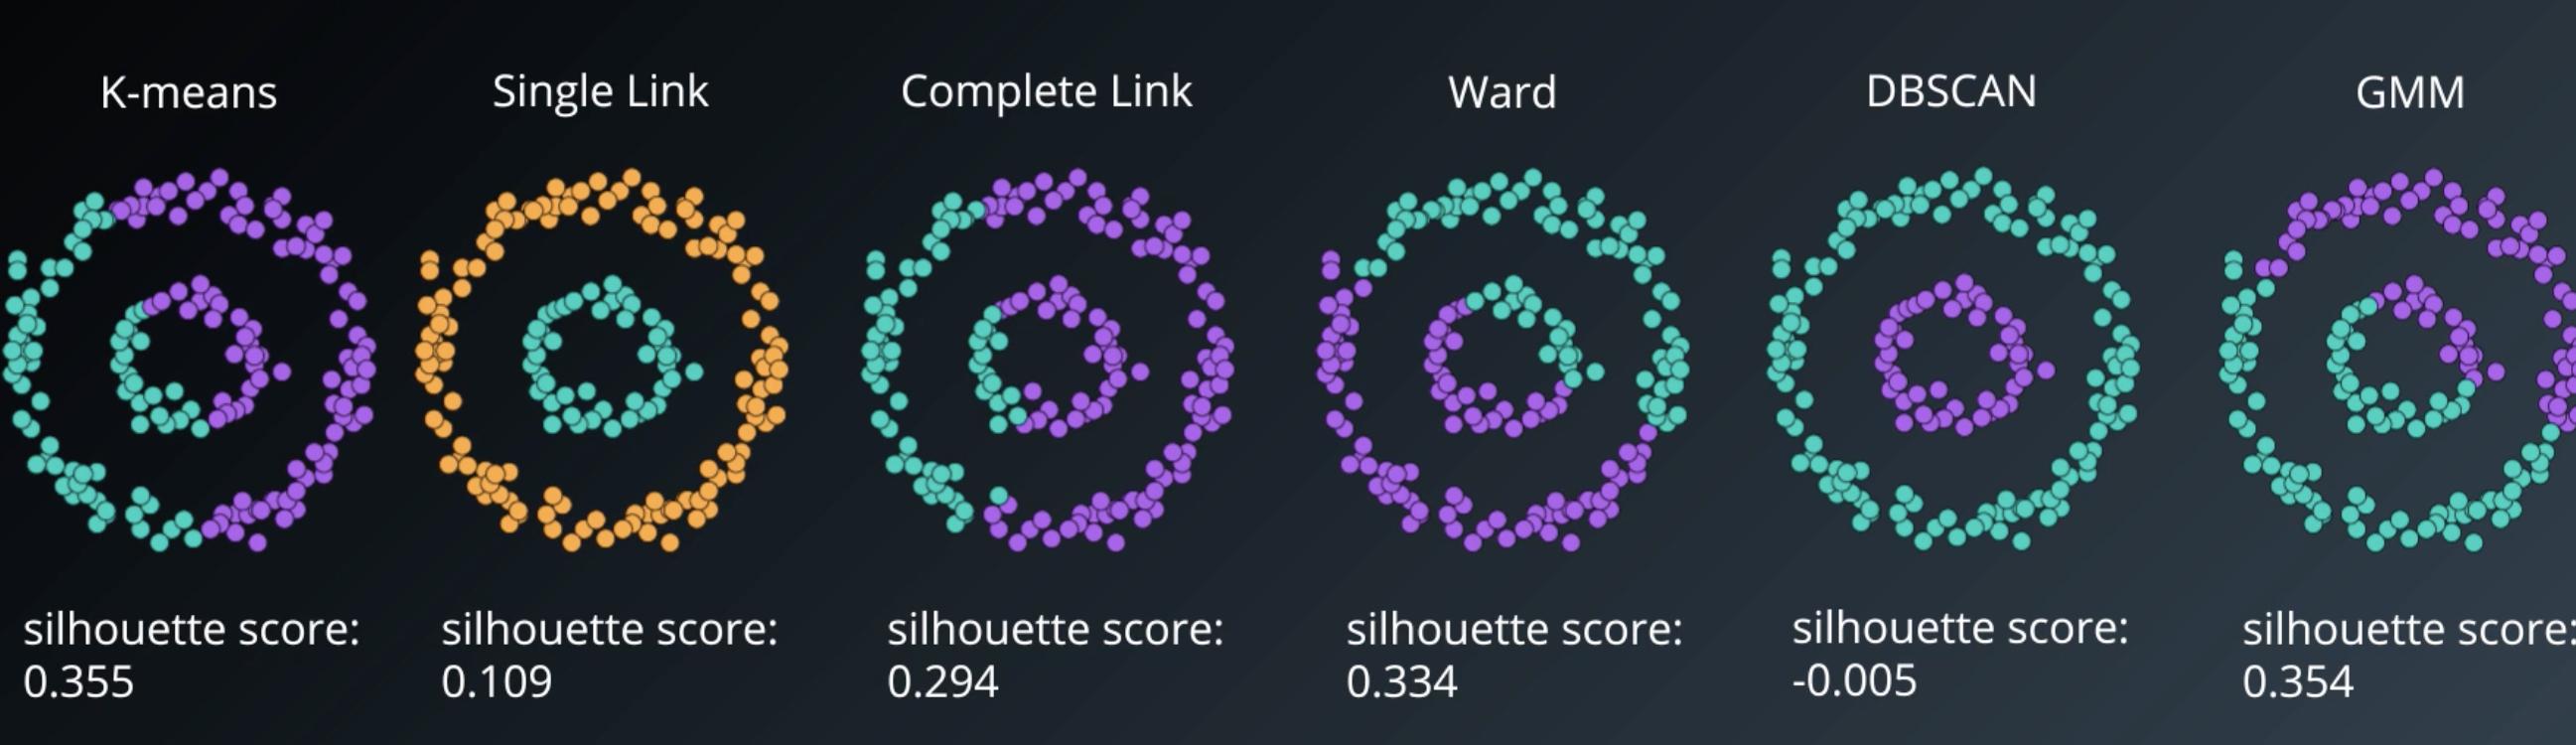 K-means
Single Link
Complete Link
Ward
DBSCAN
GMM
silhouette score:
0.355
silhouette score:
0.109
silhouette score:
0.294
silhouette score:
0.334
silhouette score:
-0.005
silhouette score:
0.354